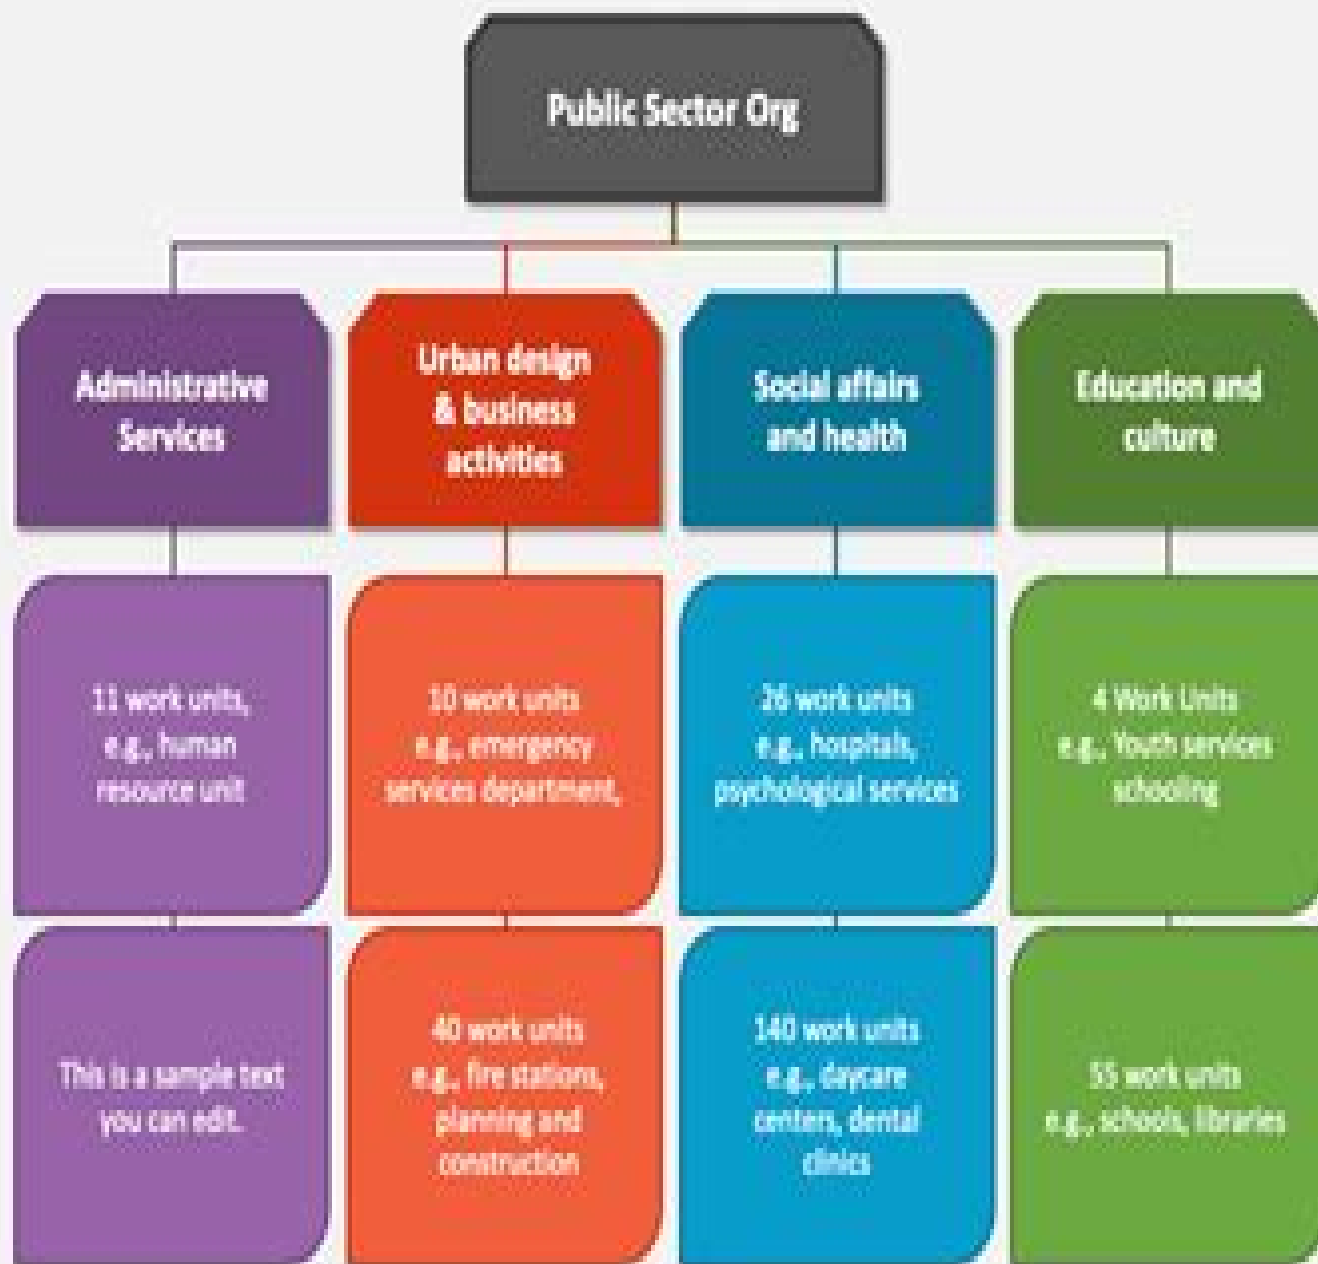 Public Sector Org
Administrative
Services
Urban design
& business
activities
Social affairs
and health
Education and
culture
11 work units,
e.g., human
resource unit
10 work units
e.g., emergency
services department,
26 work units
e.g., hospitals,
psychological services
4 Work Units
e.g., Youth services
schooling
This is a sample text
you can edit.
40 work units
e.g., fire stations,
planning and
construction
140 work units
e.g., daycare
centers, dental
clinics
55 work units
e.g., schools, libraries